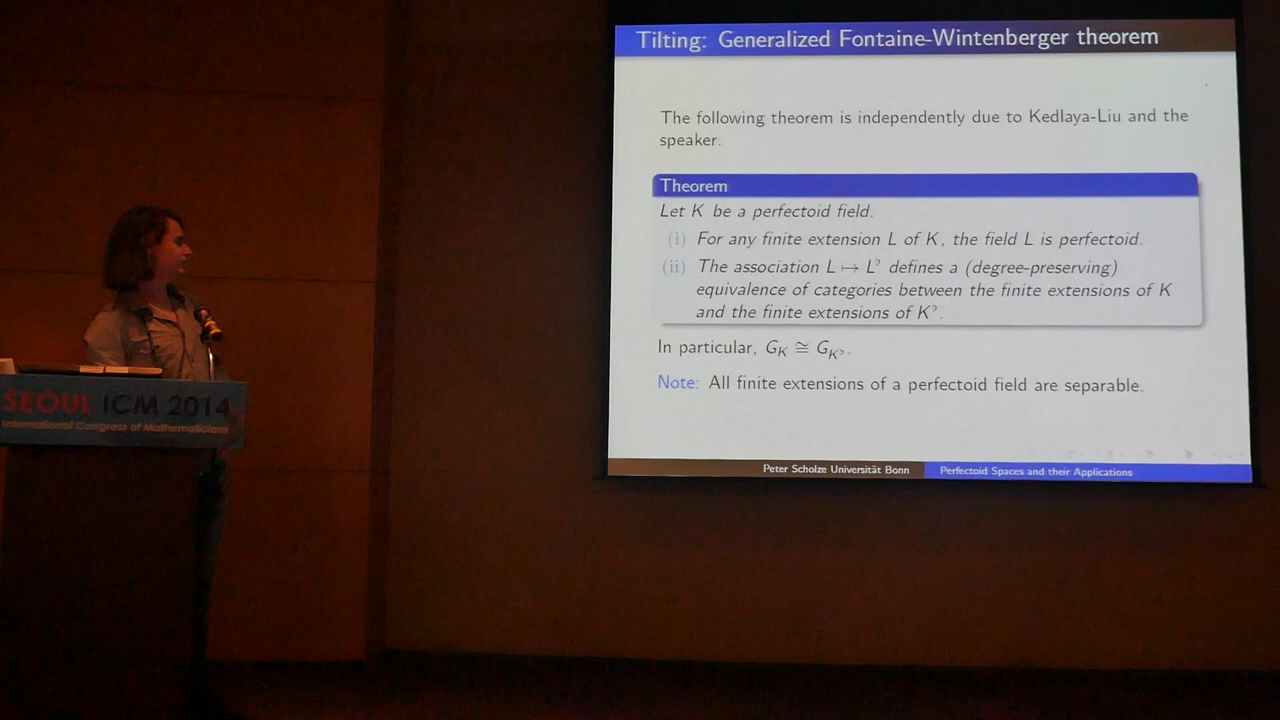 Tilting: Generalized Fontaine-Wintenberger theorem
The following theorem is independently due to Kedlaya-Liu and the
speaker.
Theorem
Let K be a perfectoid field.
(i) For any finite extension L of K, the field L is perfectoid.
(ii) The association L ↦ L♭ defines a (degree-preserving)
equivalence of categories between the finite extensions of K
and the finite extensions of K♭.
In particular, G_K ≅ G_{K♭}.
Note: All finite extensions of a perfectoid field are separable.
Peter Scholze Universität Bonn
Perfectoid Spaces and their Applications
SEOUL ICM 2014
International Congress of Mathematicians